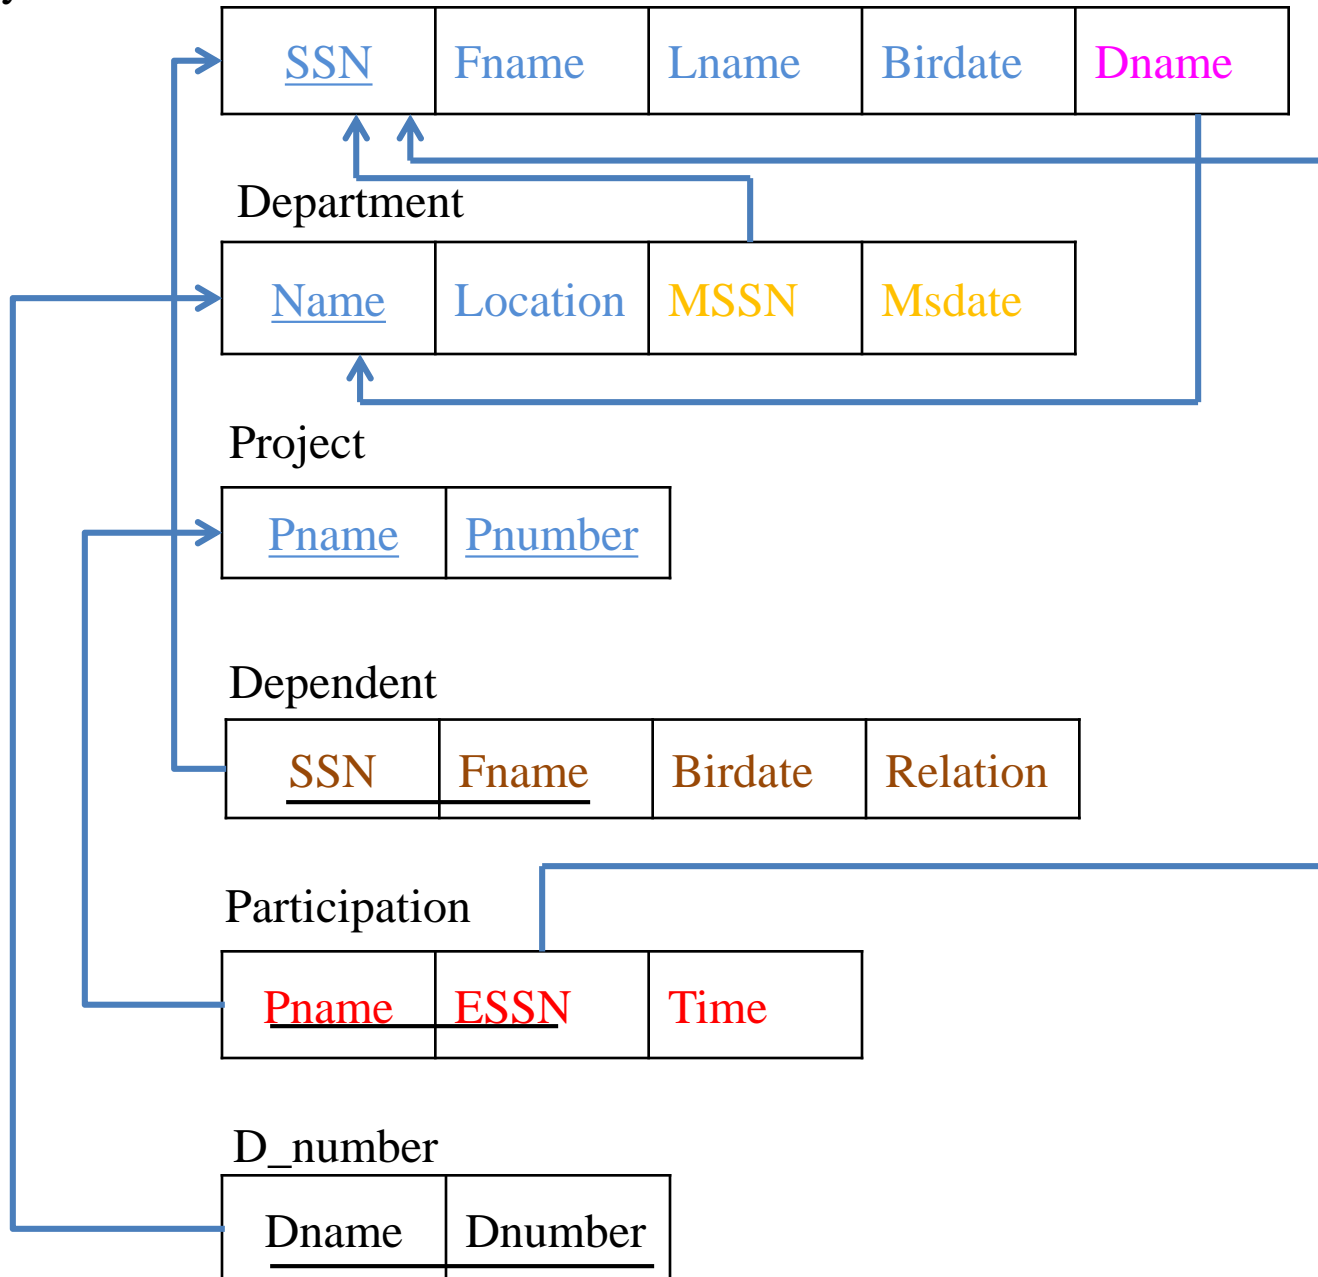 SSN Fname Lname Birdate Dname
Department
Name Location MSSN Msdate
Project
Pname Pnumber
Dependent
SSN Fname Birdate Relation
Participation
Pname ESSN Time
D_number
Dname Dnumber